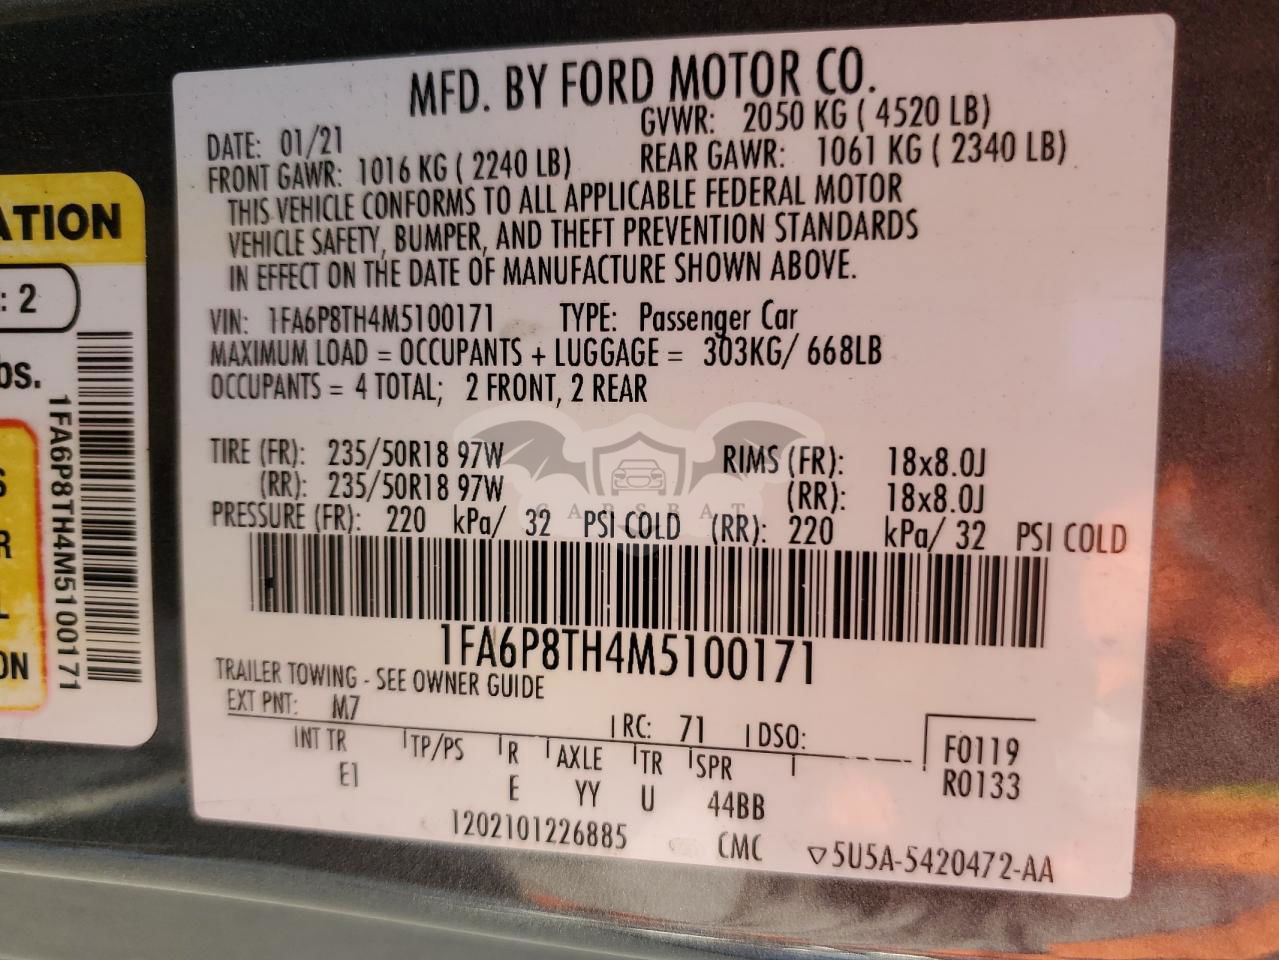 MFD. BY FORD MOTOR CO.
DATE: 01/21 GVWR: 2050 KG ( 4520 LB)
FRONT GAWR: 1016 KG ( 2240 LB) REAR GAWR: 1061 KG ( 2340 LB)
THIS VEHICLE CONFORMS TO ALL APPLICABLE FEDERAL MOTOR
VEHICLE SAFETY, BUMPER, AND THEFT PREVENTION STANDARDS
IN EFFECT ON THE DATE OF MANUFACTURE SHOWN ABOVE.
VIN: 1FA6P8TH4M5100171 TYPE: Passenger Car
MAXIMUM LOAD = OCCUPANTS + LUGGAGE = 303KG/ 668LB
OCCUPANTS = 4 TOTAL; 2 FRONT, 2 REAR
TIRE (FR): 235/50R18 97W RIMS (FR): 18x8.0J
(RR): 235/50R18 97W (RR): 18x8.0J
CARSBAT
PRESSURE (FR): 220 kPa/ 32 PSI COLD (RR): 220 kPa/ 32 PSI COLD
1FA6P8TH4M5100171
TRAILER TOWING - SEE OWNER GUIDE
EXT PNT: M7 RC: 71 DSO:
INT TR TP/PS R AXLE TR SPR F0119
E1 E YY U 44BB R0133
1202101226885 CMC ▽5U5A-5420472-AA
ATION
: 2
bs.
1FA6P8TH4M5100171
S
R
L
ON